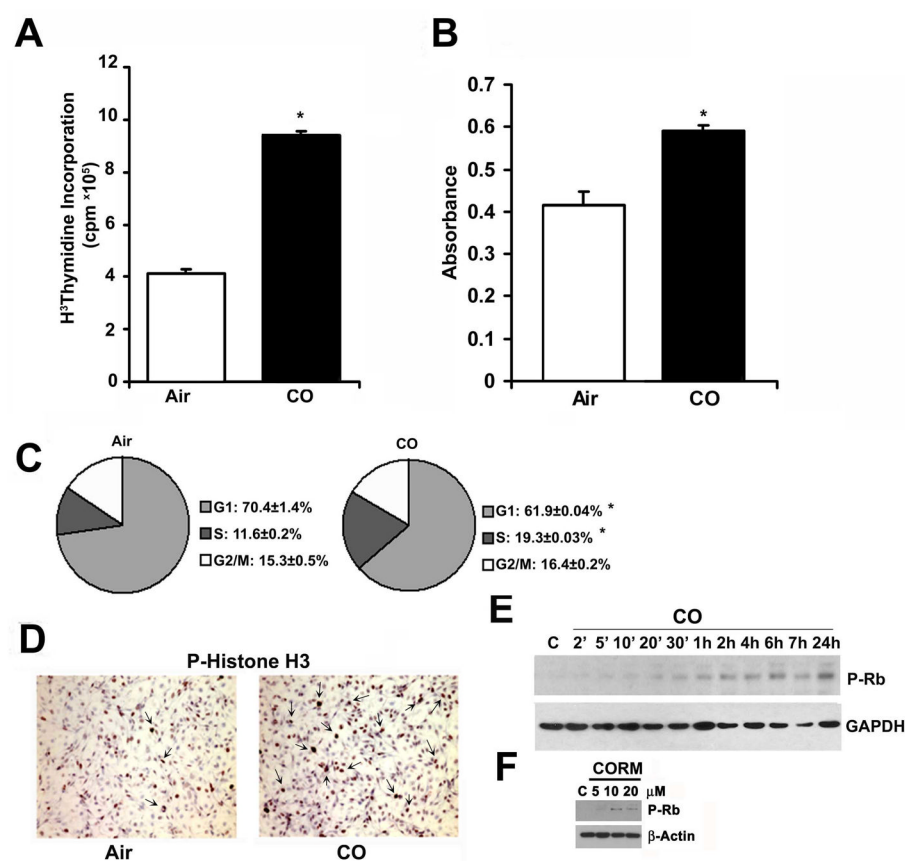 A
H³Thymidine Incorporation
(cpm ×10⁵)
12
10
8
6
4
2
0
*
Air
CO
B
Absorbance
0.7
0.6
0.5
0.4
0.3
0.2
0.1
0
*
Air
CO
C
Air
G1: 70.4±1.4%
S: 11.6±0.2%
G2/M: 15.3±0.5%
CO
G1: 61.9±0.04% *
S: 19.3±0.03% *
G2/M: 16.4±0.2%
D
P-Histone H3
Air
CO
E
CO
C 2’ 5’ 10’ 20’ 30’ 1h 2h 4h 6h 7h 24h
P-Rb
GAPDH
F
CORM
C 5 10 20 μM
P-Rb
β-Actin